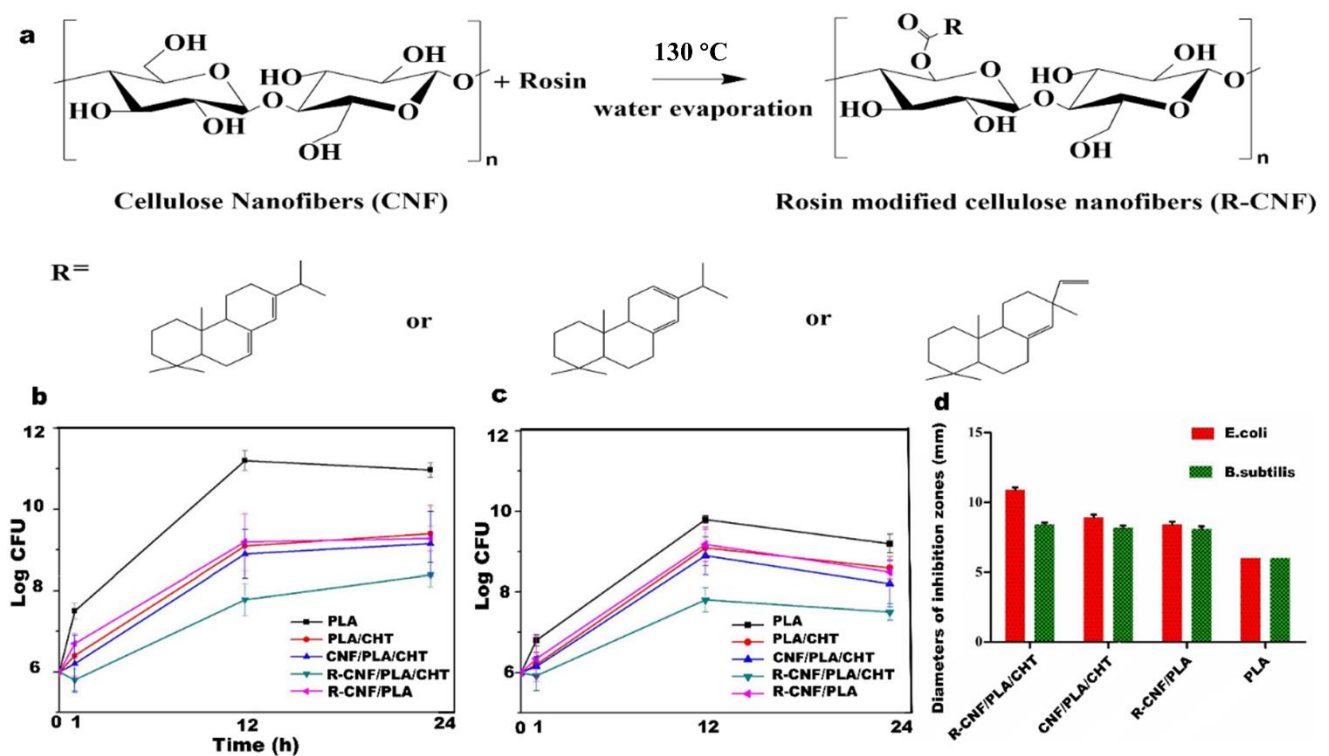 a
OH
OH
HO
O
HO
O
+ Rosin
130 °C
water evaporation
HO
OH
O
O
OH
n
Cellulose Nanofibers (CNF)
O
R
O
OH
HO
O
O
HO
O
OH
O
OH
n
Rosin modified cellulose nanofibers (R-CNF)
R=
or
or
b
12
10
8
6
Log CFU
0 1 12 24
Time (h)
PLA
PLA/CHT
CNF/PLA/CHT
R-CNF/PLA/CHT
R-CNF/PLA
c
12
10
8
6
Log CFU
0 1 12 24
PLA
PLA/CHT
CNF/PLA/CHT
R-CNF/PLA/CHT
R-CNF/PLA
d
Diameters of inhibition zones (mm)
15
10
5
0
E.coli
B.subtilis
R-CNF/PLA/CHT
CNF/PLA/CHT
R-CNF/PLA
PLA